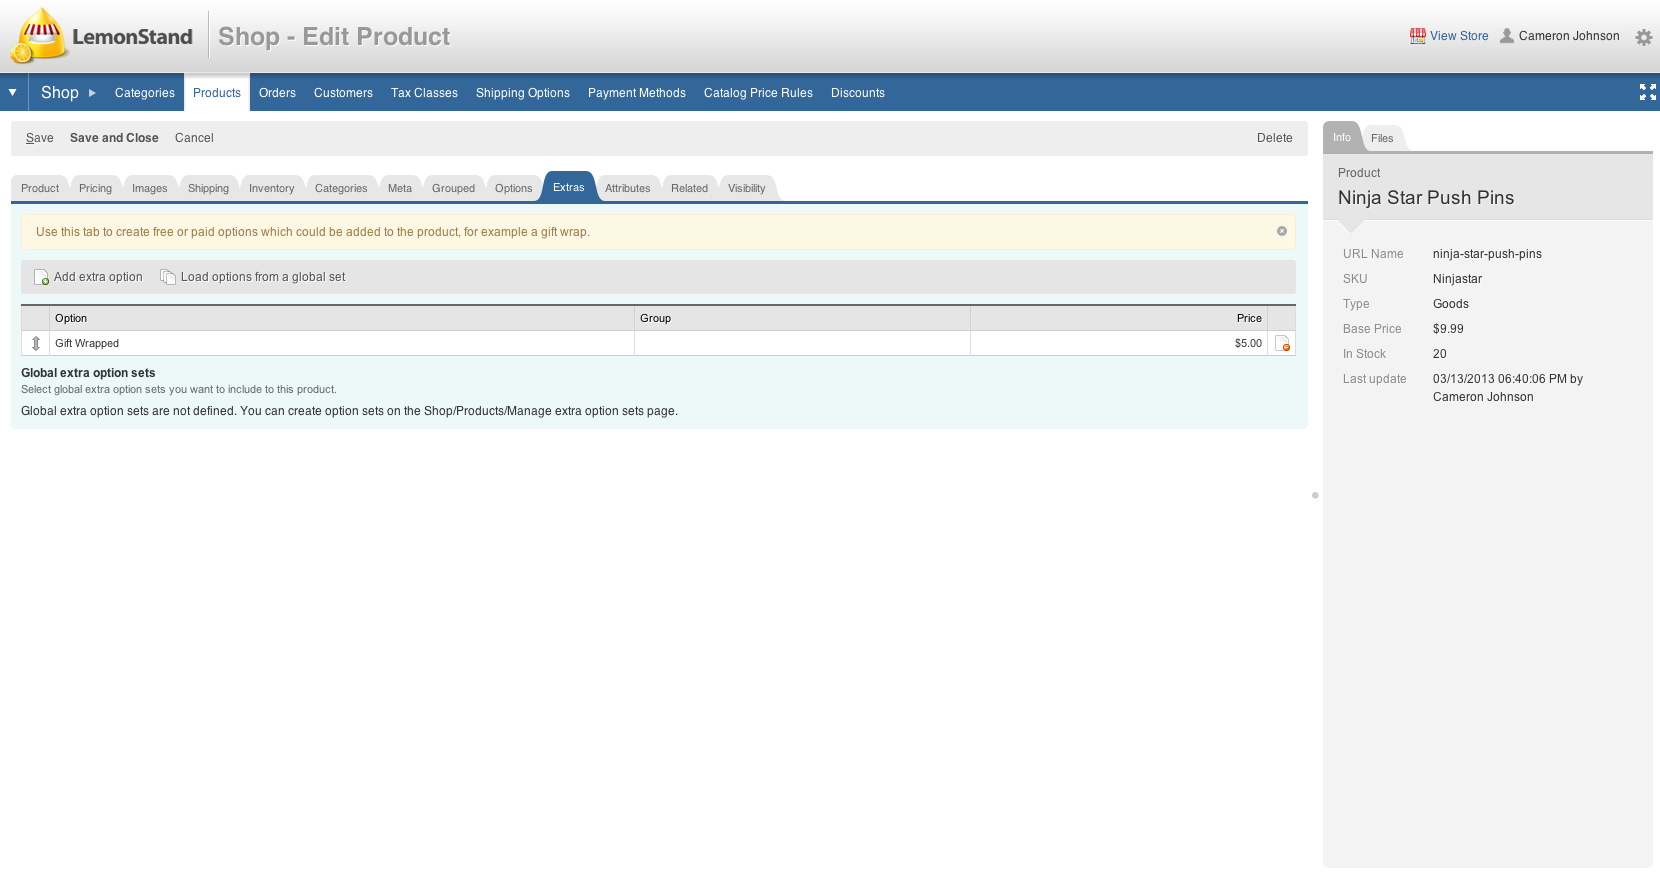 LemonStand
Shop - Edit Product
View Store
Cameron Johnson
Shop
Categories
Products
Orders
Customers
Tax Classes
Shipping Options
Payment Methods
Catalog Price Rules
Discounts
Save
Save and Close
Cancel
Delete
Product
Pricing
Images
Shipping
Inventory
Categories
Meta
Grouped
Options
Extras
Attributes
Related
Visibility
Use this tab to create free or paid options which could be added to the product, for example a gift wrap.
Add extra option
Load options from a global set
Option
Group
Price
Gift Wrapped
$5.00
Global extra option sets
Select global extra option sets you want to include to this product.
Global extra option sets are not defined. You can create option sets on the Shop/Products/Manage extra option sets page.
Info
Files
Product
Ninja Star Push Pins
URL Name
ninja-star-push-pins
SKU
Ninjastar
Type
Goods
Base Price
$9.99
In Stock
20
Last update
03/13/2013 06:40:06 PM by
Cameron Johnson